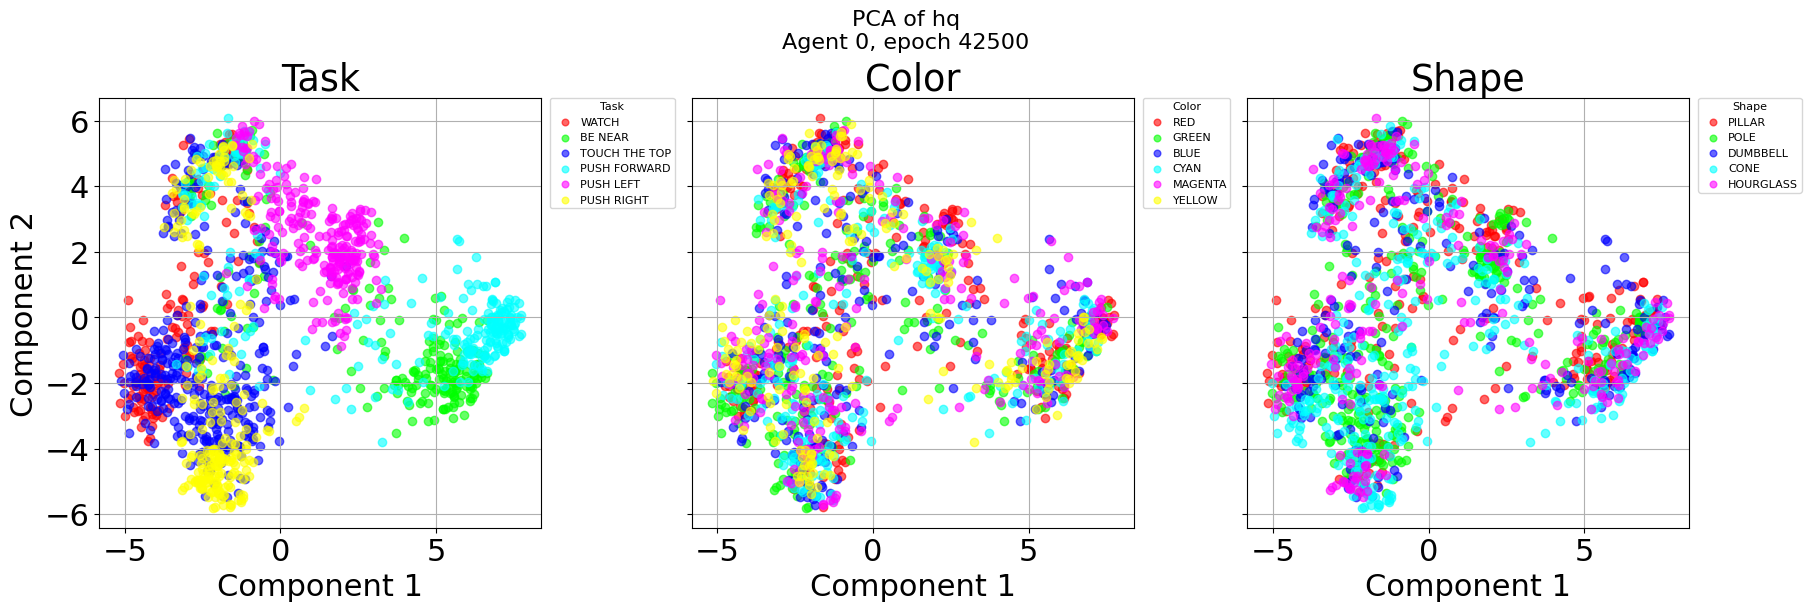 PCA of hq
Agent 0, epoch 42500
Task
Component 2
6
4
2
0
−2
−4
−6
−5 0 5
Component 1
Task
WATCH
BE NEAR
TOUCH THE TOP
PUSH FORWARD
PUSH LEFT
PUSH RIGHT
Color
−5 0 5
Component 1
Color
RED
GREEN
BLUE
CYAN
MAGENTA
YELLOW
Shape
−5 0 5
Component 1
Shape
PILLAR
POLE
DUMBBELL
CONE
HOURGLASS